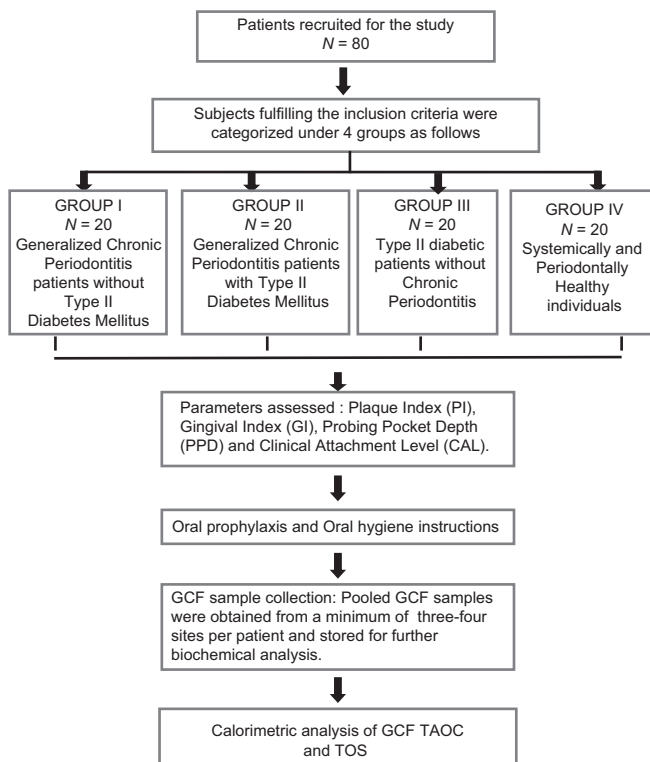 Patients recruited for the study
N = 80
Subjects fulfilling the inclusion criteria were
categorized under 4 groups as follows
GROUP I
N = 20
Generalized Chronic
Periodontitis
patients without
Type II
Diabetes Mellitus
GROUP II
N = 20
Generalized Chronic
Periodontitis patients
with Type II
Diabetes Mellitus
GROUP III
N = 20
Type II diabetic
patients without
Chronic
Periodontitis
GROUP IV
N = 20
Systemically and
Periodontally
Healthy
individuals
Parameters assessed : Plaque Index (PI),
Gingival Index (GI), Probing Pocket Depth
(PPD) and Clinical Attachment Level (CAL).
Oral prophylaxis and Oral hygiene instructions
GCF sample collection: Pooled GCF samples
were obtained from a minimum of three-four
sites per patient and stored for further
biochemical analysis.
Calorimetric analysis of GCF TAOC
and TOS